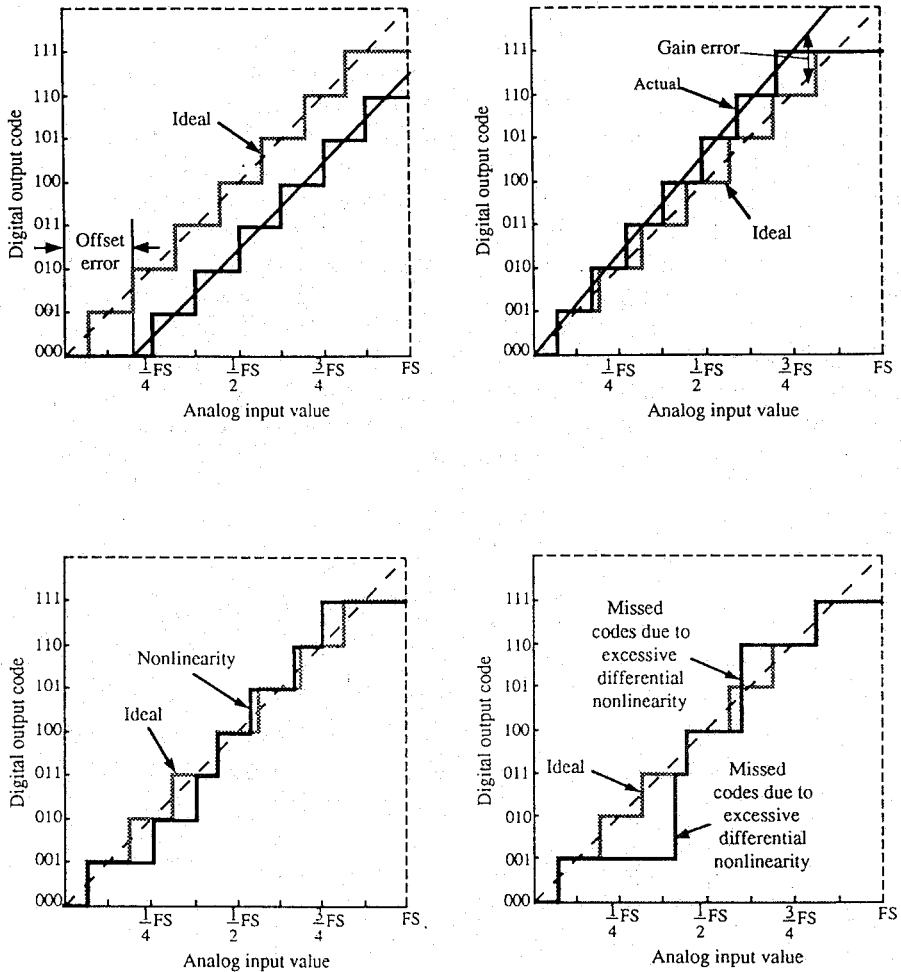 111
110
101
100
011
010
001
000
Digital output code
Ideal
Offset
error
1/4 FS
1/2 FS
3/4 FS
FS
Analog input value
111
110
101
100
011
010
001
000
Digital output code
Gain error
Actual
Ideal
1/4 FS
1/2 FS
3/4 FS
FS
Analog input value
111
110
101
100
011
010
001
000
Digital output code
Nonlinearity
Ideal
1/4 FS
1/2 FS
3/4 FS
FS
Analog input value
111
110
101
100
011
010
001
000
Digital output code
Missed
codes due to
excessive
differential
nonlinearity
Ideal
Missed
codes due to
excessive
differential
nonlinearity
1/4 FS
1/2 FS
3/4 FS
FS
Analog input value